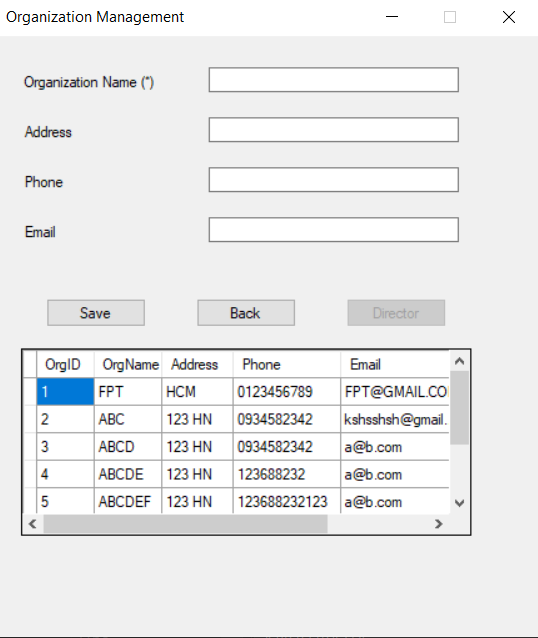 Organization Management
Organization Name (*)
Address
Phone
Email
Save Back Director
OrgID OrgName Address Phone Email
1 FPT HCM 0123456789 FPT@GMAIL.CO
2 ABC 123 HN 0934582342 kshsshsh@gmail.
3 ABCD 123 HN 0934582342 a@b.com
4 ABCDE 123 HN 123688232 a@b.com
5 ABCDEF 123 HN 123688232123 a@b.com